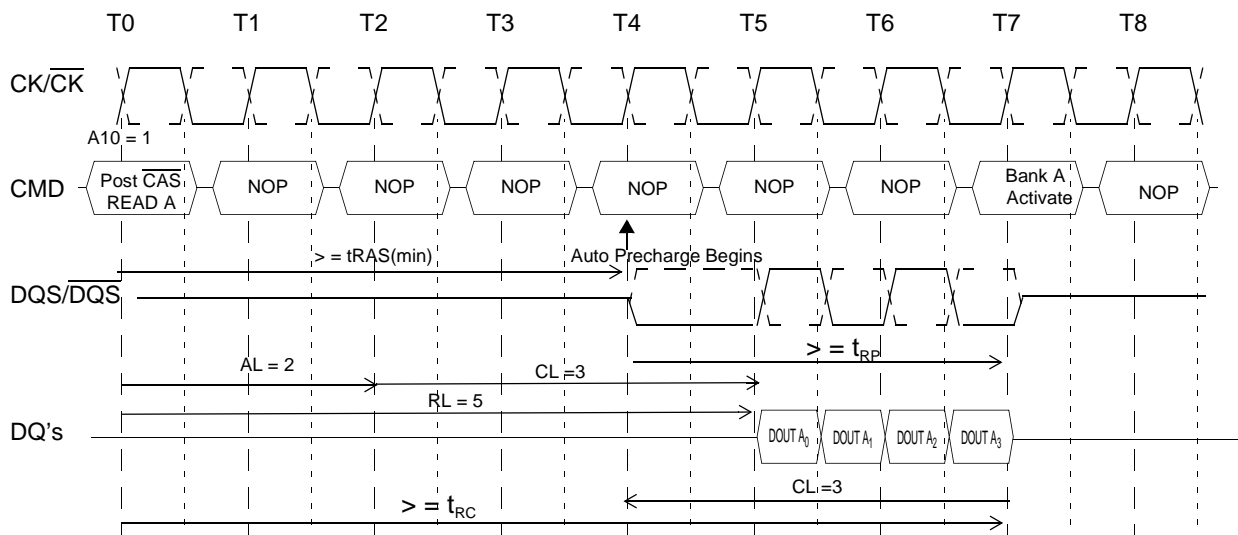 T0 T1 T2 T3 T4 T5 T6 T7 T8
CK/CK
A10 = 1
CMD
Post CAS
READ A
NOP
NOP
NOP
NOP
NOP
NOP
Bank A
Activate
NOP
> = tRAS(min)
Auto Precharge Begins
DQS/DQS
> = tRP
AL = 2
CL =3
RL = 5
DQ's
DOUT A0
DOUT A1
DOUT A2
DOUT A3
CL =3
> = tRC